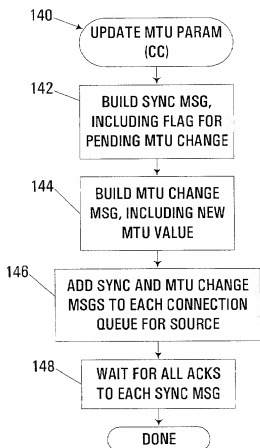 140
UPDATE MTU PARAM
(CC)
142
BUILD SYNC MSG,
INCLUDING FLAG FOR
PENDING MTU CHANGE
144
BUILD MTU CHANGE
MSG, INCLUDING NEW
MTU VALUE
146
ADD SYNC AND MTU CHANGE
MSGS TO EACH CONNECTION
QUEUE FOR SOURCE
148
WAIT FOR ALL ACKS
TO EACH SYNC MSG
DONE